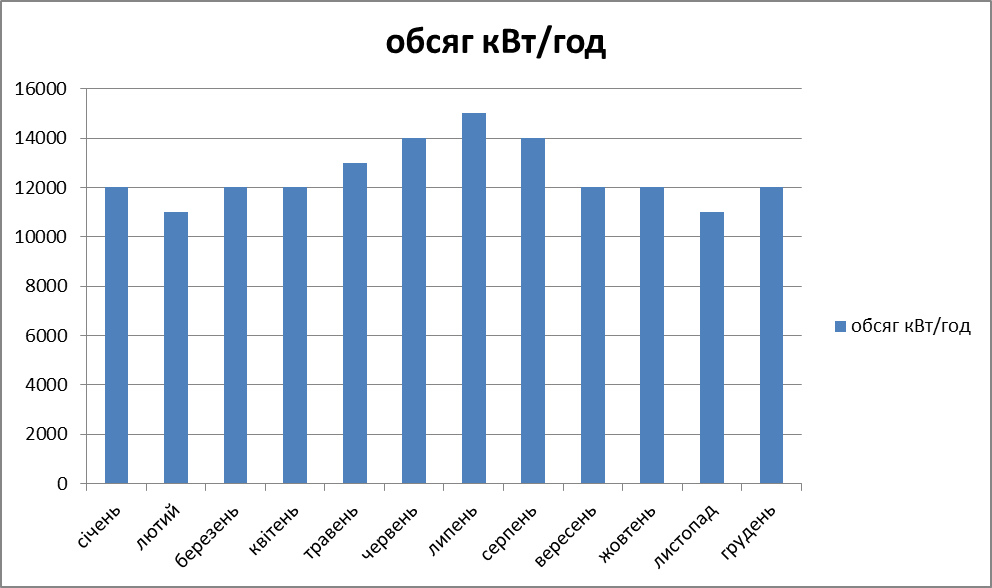 обсяг кВт/год
16000
14000
12000
10000
8000
6000
4000
2000
0
січень
лютий
березень
квітень
травень
червень
липень
серпень
вересень
жовтень
листопад
грудень
обсяг кВт/год